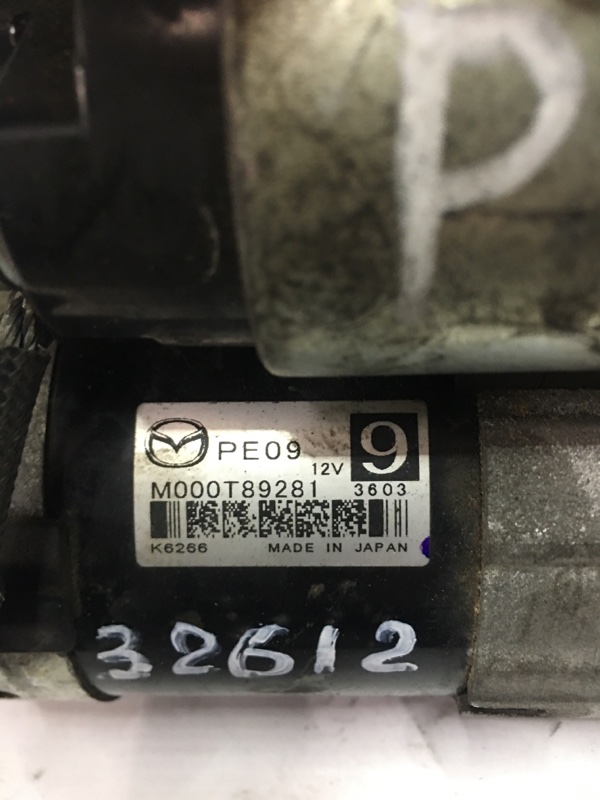 P
PE09
12V
9
M000T89281
3603
K6266
MADE IN JAPAN
32612